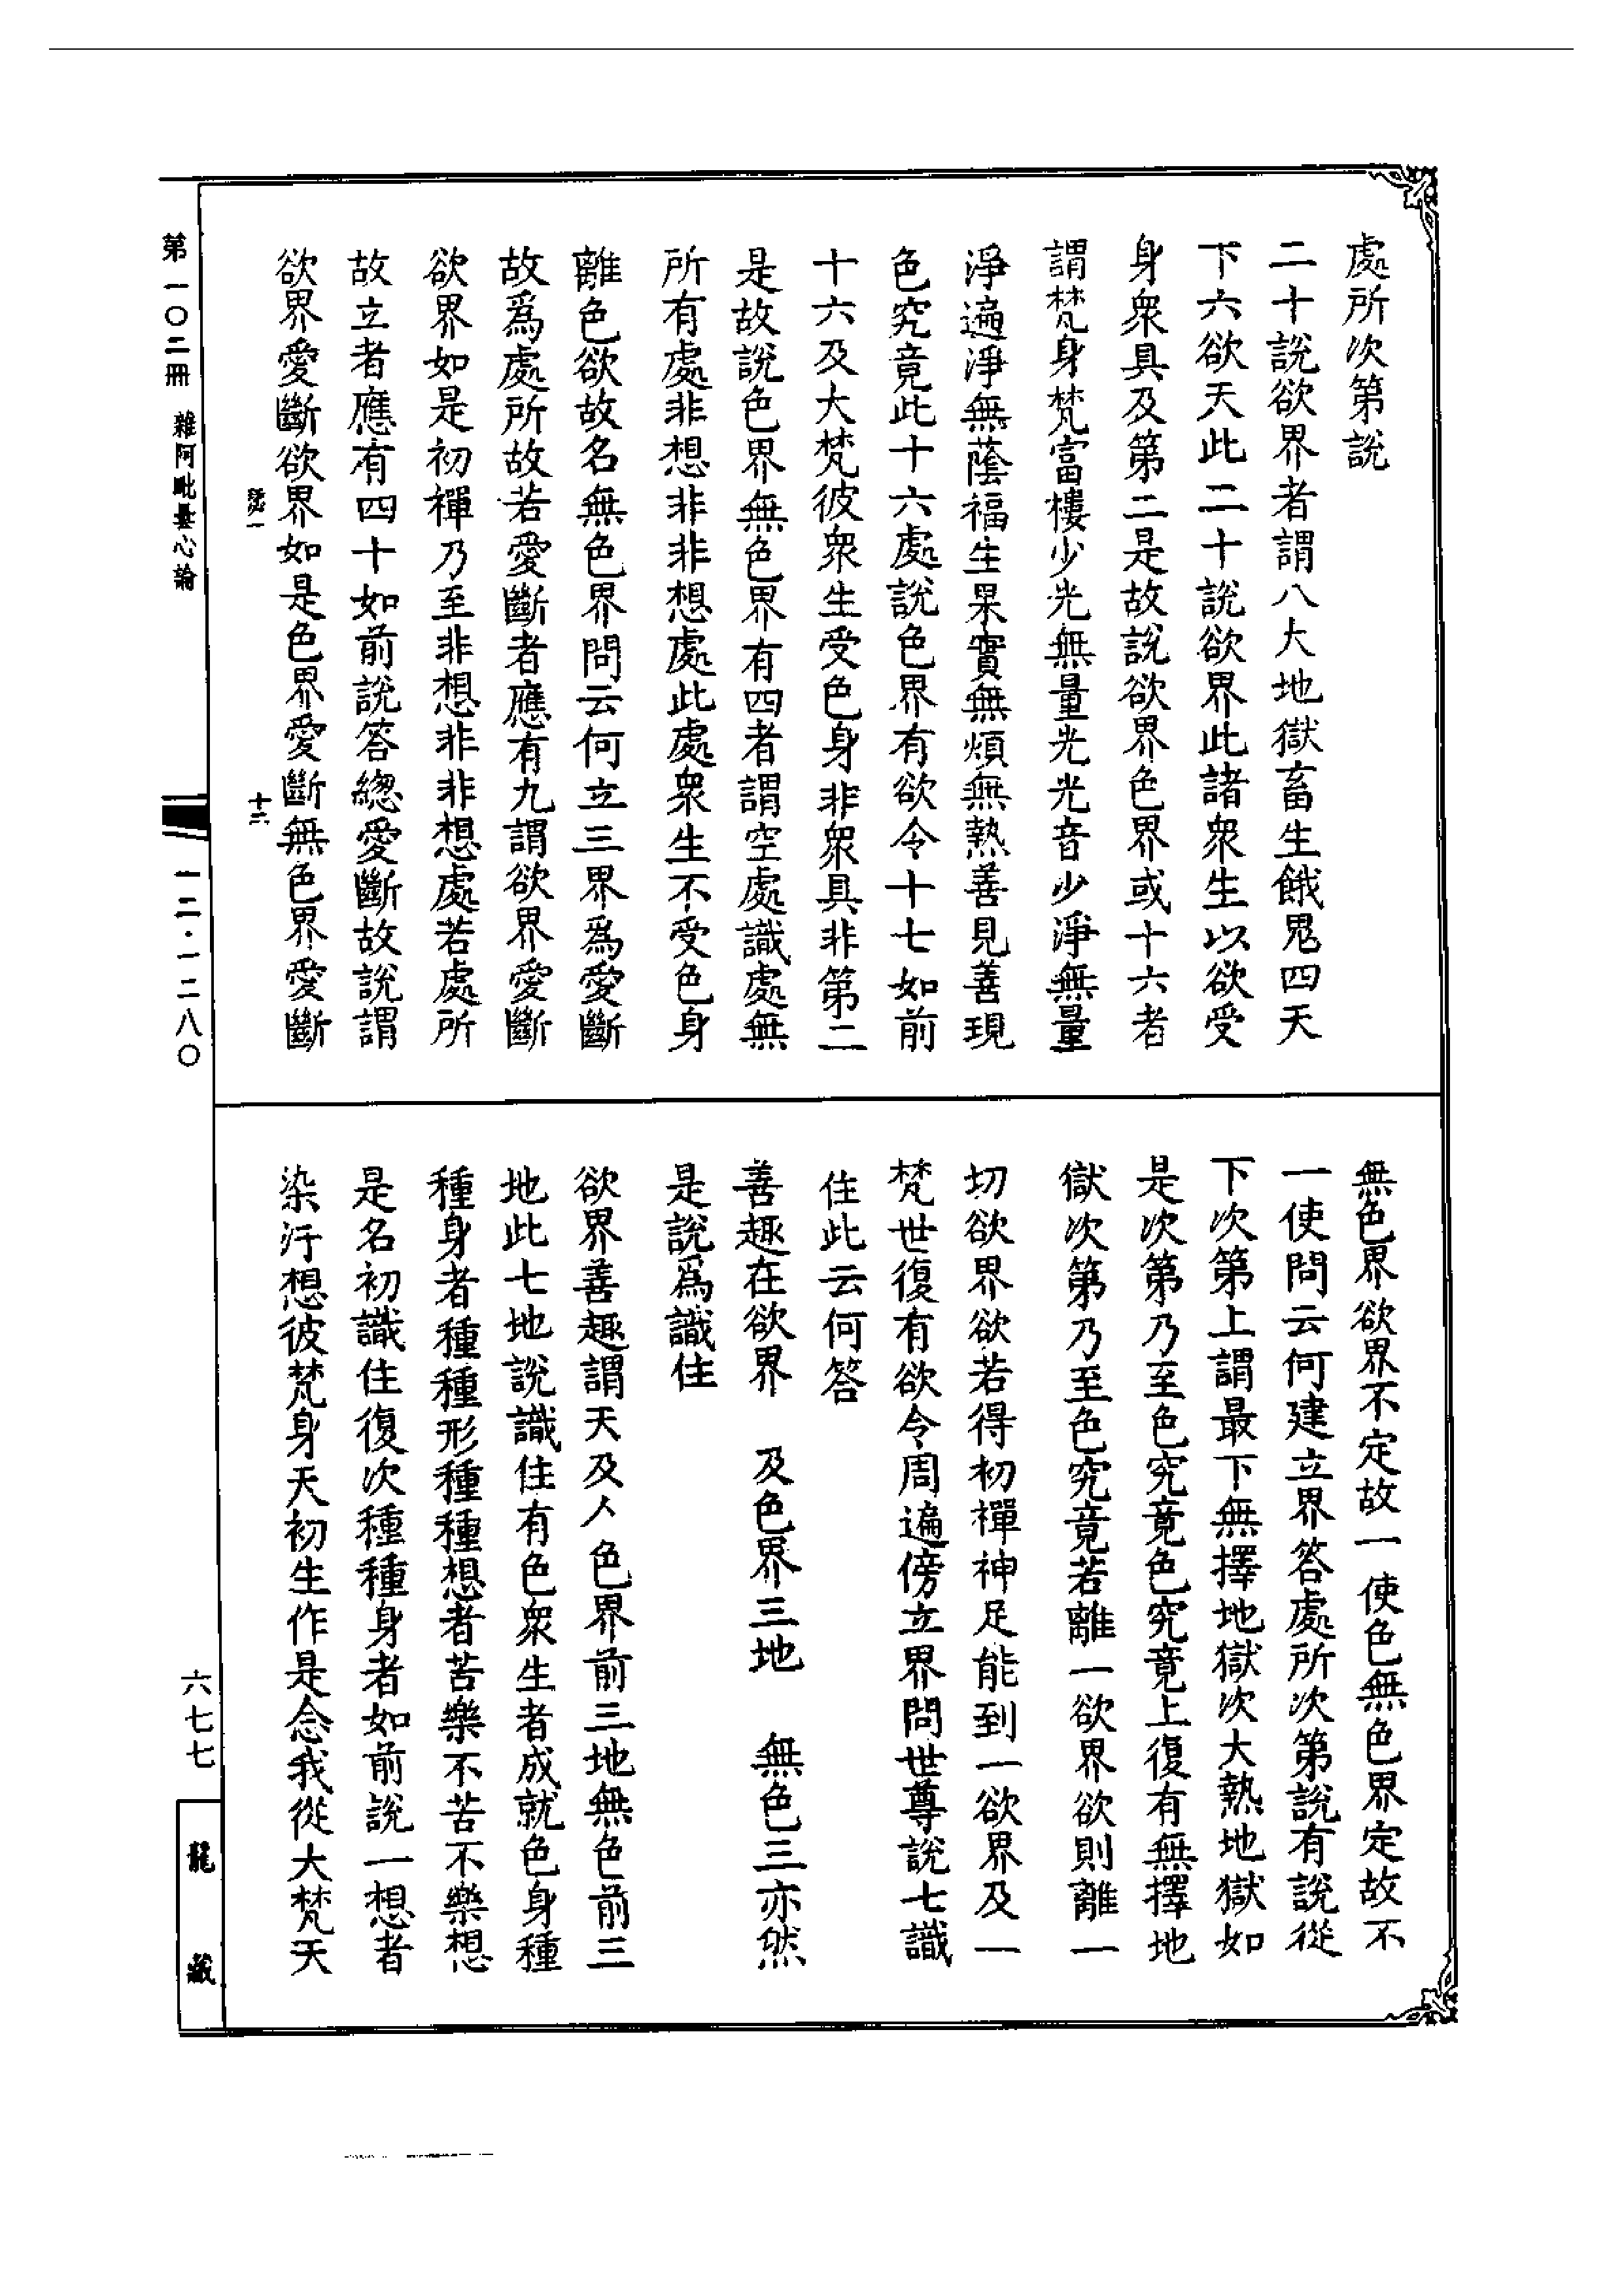 處所次第說
二十說欲界者謂八大地獄畜生餓鬼四天
下六欲天此二十說欲界此諸衆生以欲受
身衆具及第二是故說欲界色界或十六者
謂梵身梵富樓少光無量光光音少淨無量
淨遍淨無蔭福生果實無煩無熱善見善現
色究竟此十六處說色界有欲令十七如前
十六及大梵彼衆生受色身非衆具非第二
是故說色界無色界有四者謂空處識處無
所有處非想非非想處此處衆生不受色身
離色欲故名無色界問云何立三界爲愛斷
故爲處所故若愛斷者應有九謂欲界愛斷
欲界如是初禪乃至非想非非想處若處所
故立者應有四十如前說答總愛斷故說謂
欲界愛斷欲界如是色界愛斷無色界愛斷
十二
無色界欲界不定故一使色無色界定故不
一使問云何建立界答處所次第說有說從
下次第上謂最下無擇地獄次大熱地獄如
是次第乃至色究竟色究竟上復有無擇地
獄次第乃至色究竟若離一欲界欲則離一
切欲界欲若得初禪神足能到一欲界及一
梵世復有欲令周遍傍立界問世尊說七識
住此云何答
善趣在欲界　及色界三地　無色三亦然
是說爲識住
欲界善趣謂天及人色界前三地無色前三
地此七地說識住有色衆生者成就色身種
種身者種種形種種想者苦樂不苦不樂想
是名初識住復次種種身者如前說一想者
染汙想彼梵身天初生作是念我從大梵天
第一〇二冊　雜阿毗曇心論
一二·一二八〇
六七七
龍藏